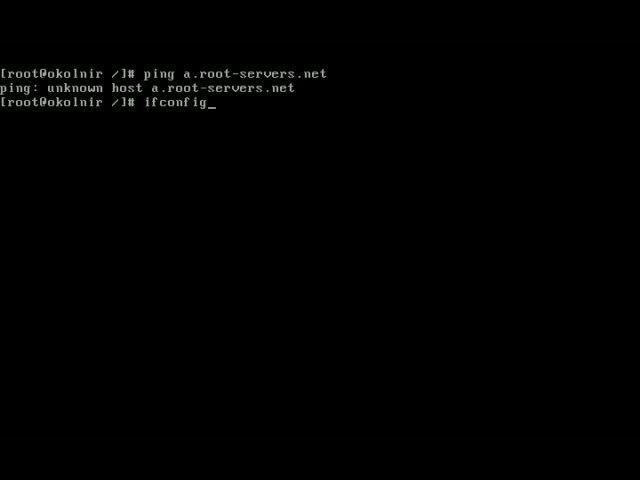 [root@okolnir /]# ping a.root-servers.net
ping: unknown host a.root-servers.net
[root@okolnir /]# ifconfig_